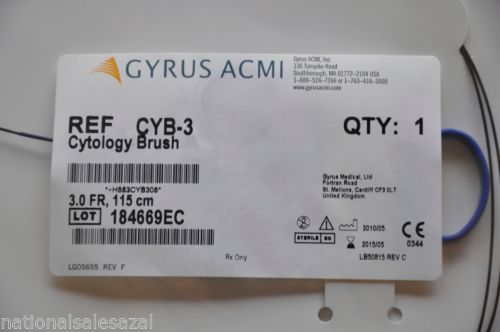 GYRUS ACMI
Gyrus ACMI, Inc.
136 Turnpike Road
Southborough, MA 01772-2104 USA
1-888-524-7266 or +1-763-416-3000
www.gyrusacmi.com
REF CYB-3
QTY: 1
Cytology Brush
*+H883CYB308*
3.0 FR, 115 cm
LOT 184669EC
Gyrus Medical, Ltd
Fortran Road
St. Mellons, Cardiff CF3 0LT
United Kingdom
2010/05
STERILE EO
2015/05
0344
Rx Only
LB50815 REV C
LG05655 REV F
nationalsalesazal